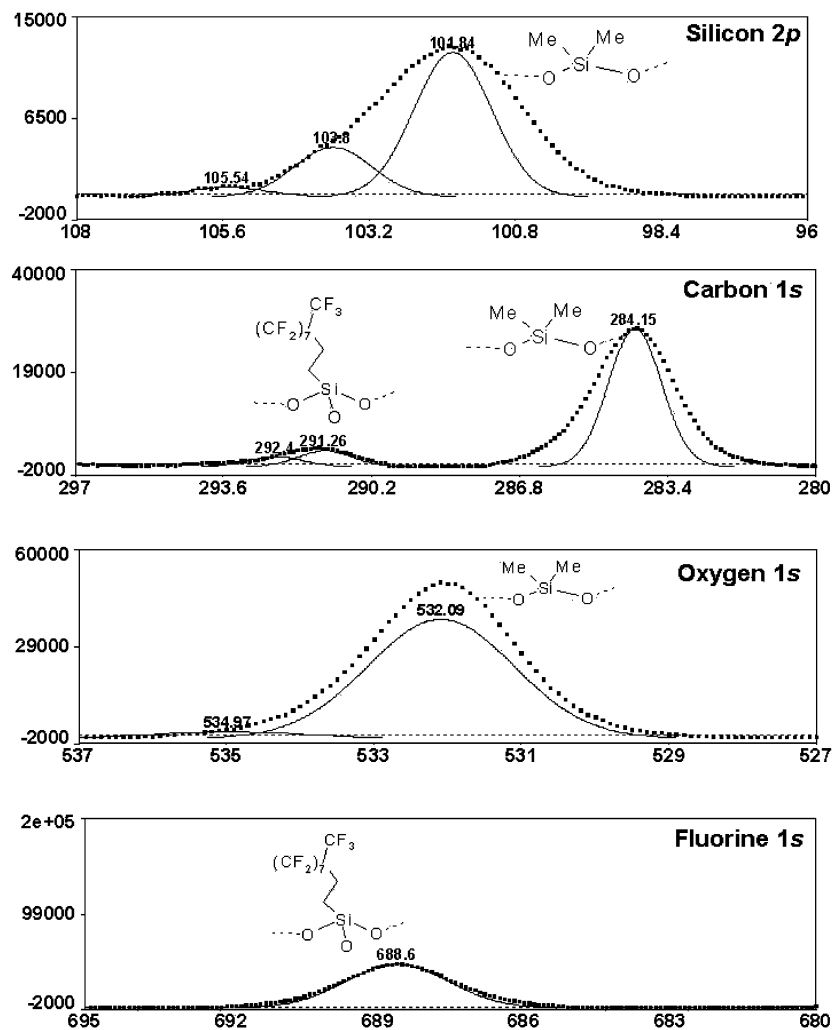 15000
6500
-2000
108
105.6
103.2
100.8
98.4
96
Silicon 2p
101.84
103.8
105.54
Me Me
Si
O O
40000
19000
-2000
297
293.6
290.2
286.8
283.4
280
Carbon 1s
284.15
292.4
291.26
CF3
(CF2)7
Si
O O
O
Me Me
Si
O O
60000
29000
-2000
537
535
533
531
529
527
Oxygen 1s
532.09
534.97
Me Me
Si
O O
2e+05
99000
-2000
695
692
689
686
683
680
Fluorine 1s
688.6
CF3
(CF2)7
Si
O O
O